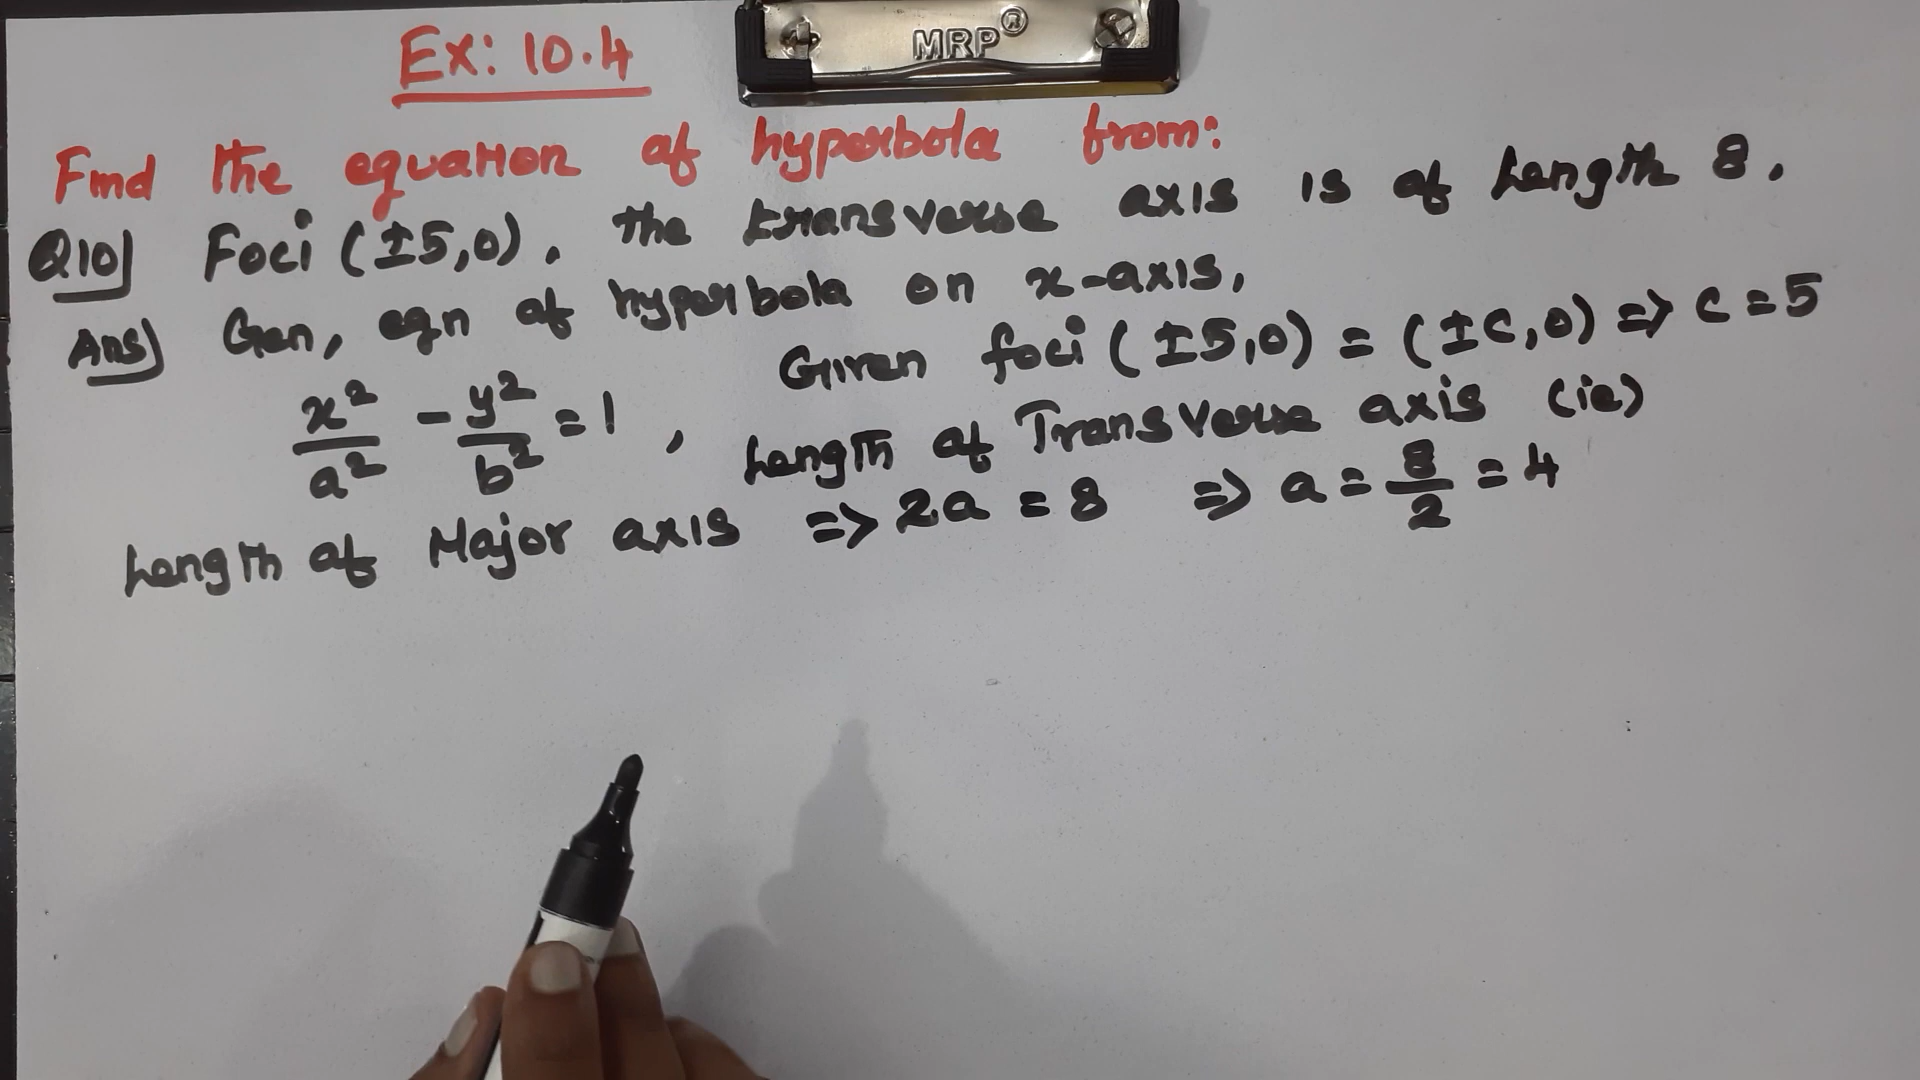 MRP®
Ex: 10.4
Find the equation of hyperbola from:
Q10) Foci (±5,0), the transverse axis is of length 8.
Ans) Gen, eqn of hyperbola on x-axis,
x²/a² - y²/b² = 1, Given foci (±5,0) = (±c,0) => c = 5
Length of Transverse axis (ie)
Length of Major axis => 2a = 8 => a = 8/2 = 4